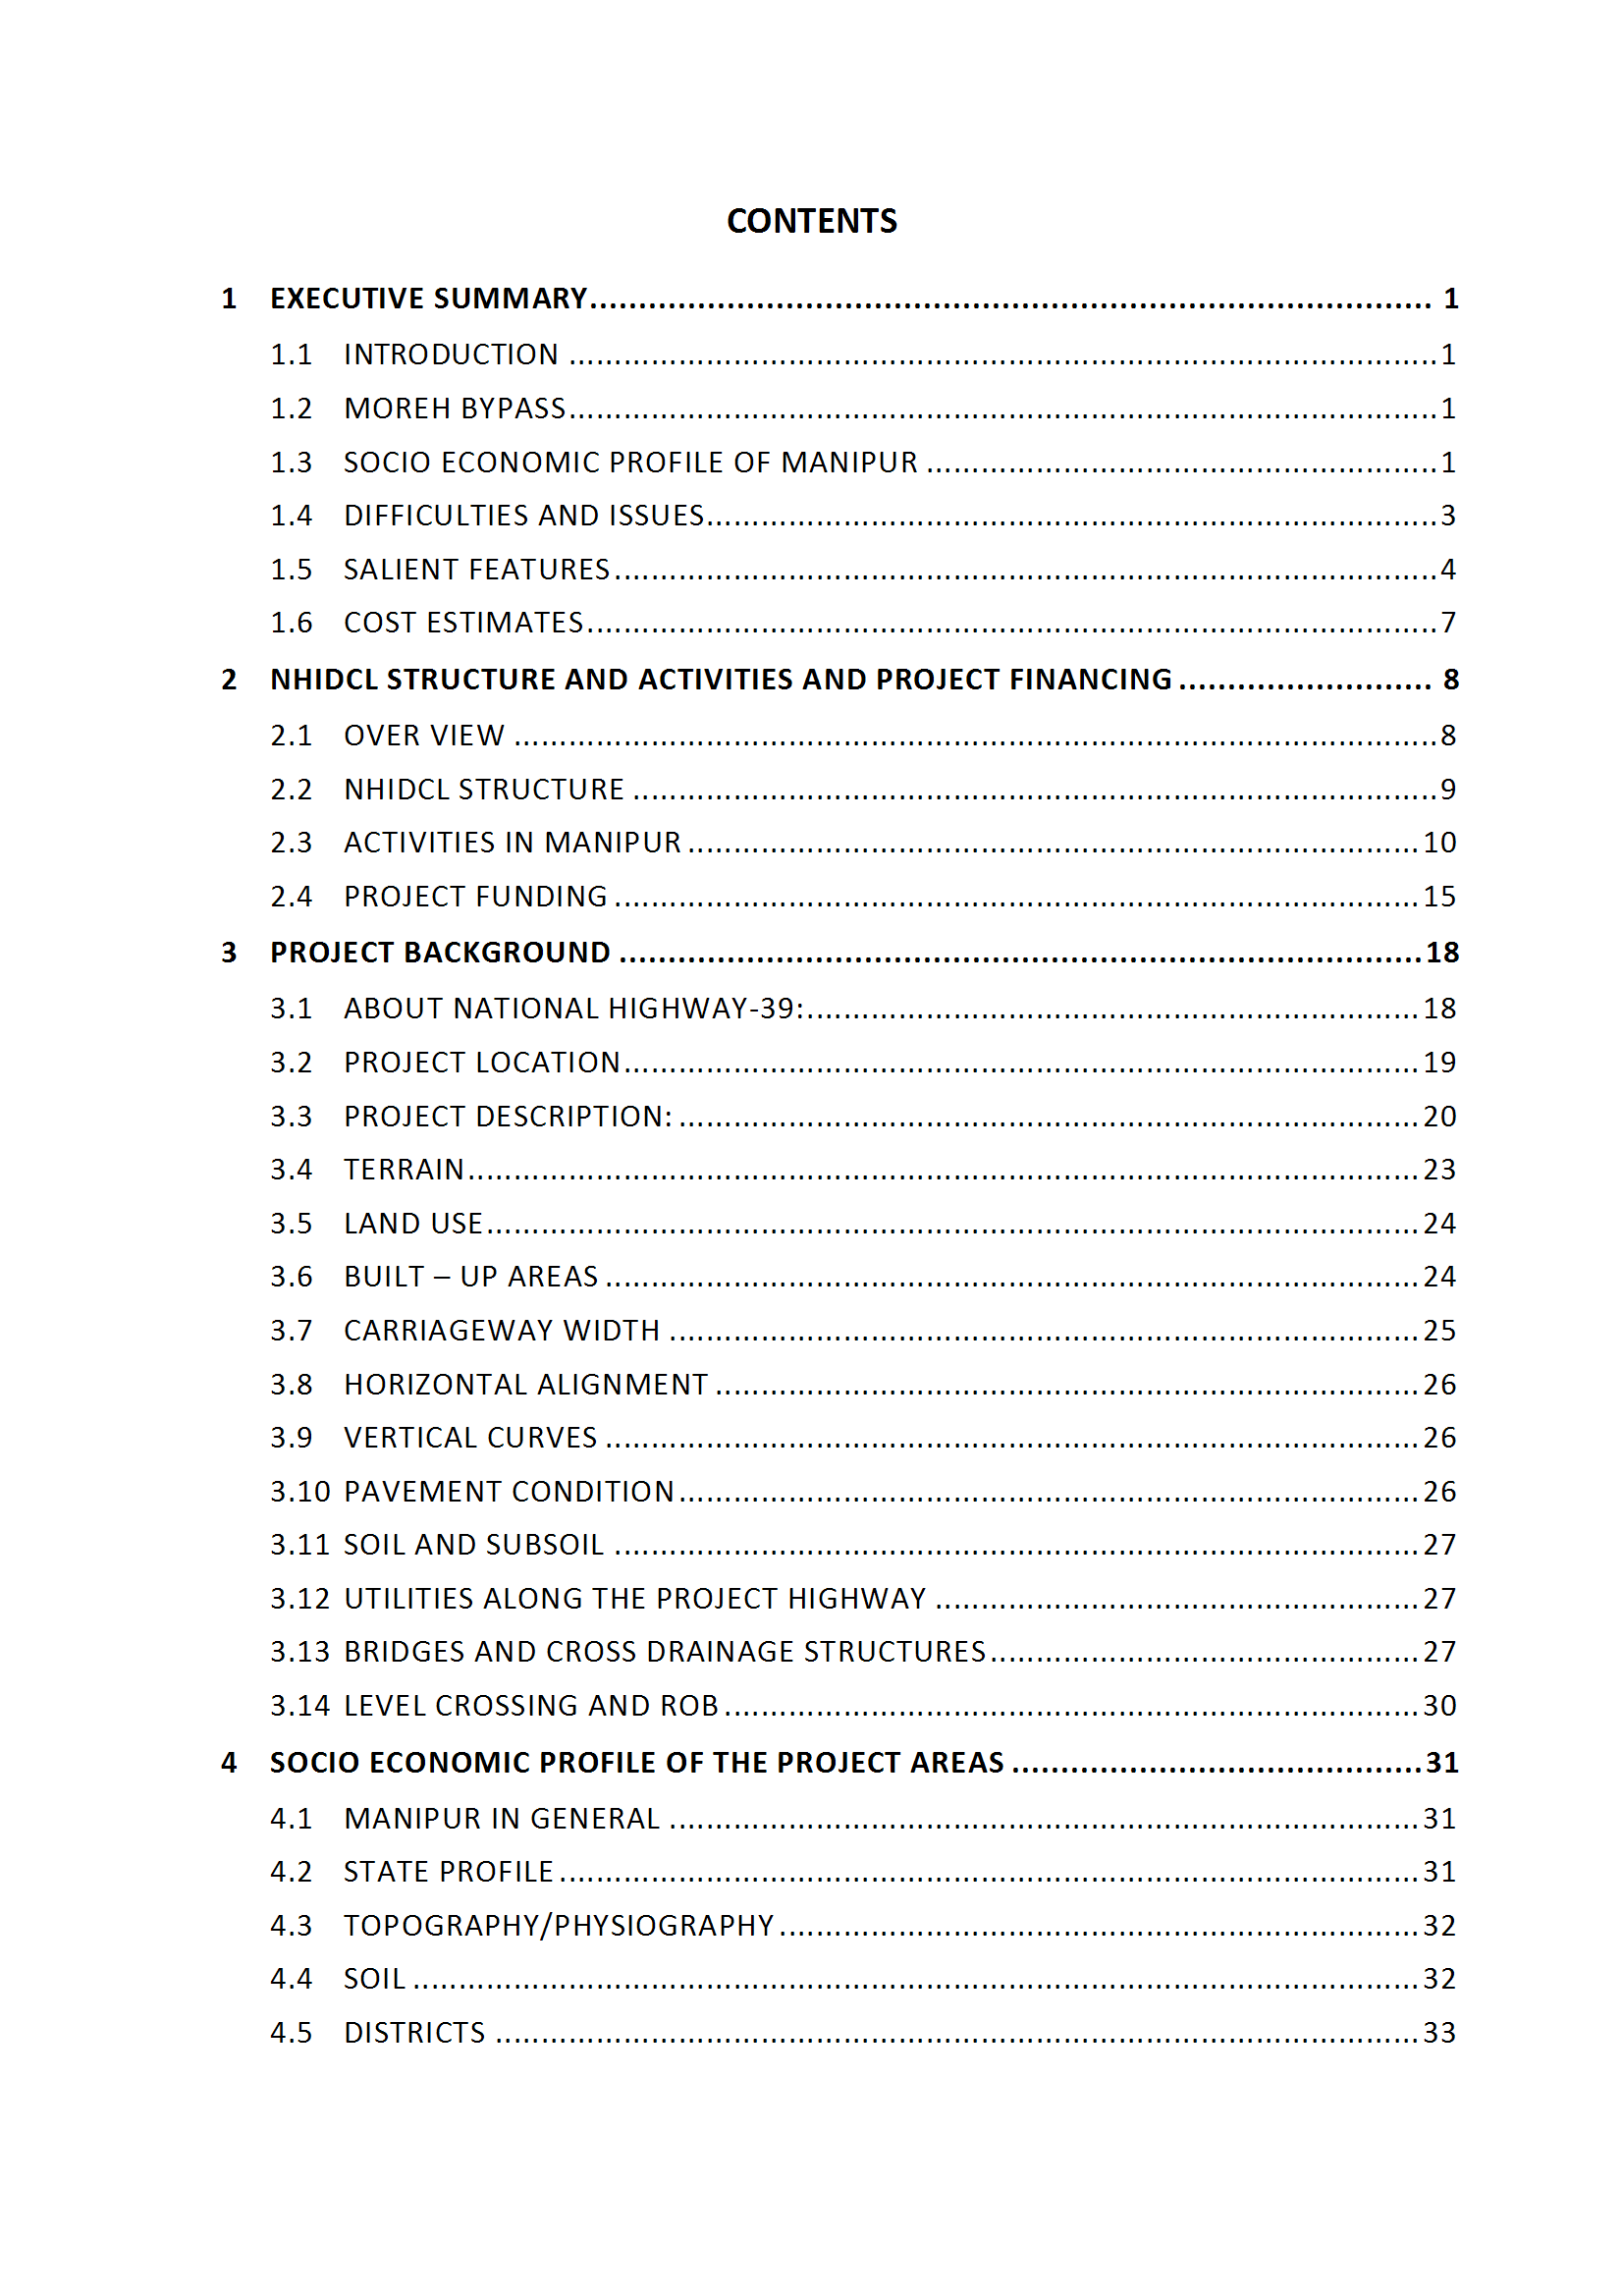 CONTENTS
1 EXECUTIVE SUMMARY........................................................................................ 1
1.1 INTRODUCTION ................................................................................................1
1.2 MOREH BYPASS................................................................................................1
1.3 SOCIO ECONOMIC PROFILE OF MANIPUR ........................................................1
1.4 DIFFICULTIES AND ISSUES................................................................................3
1.5 SALIENT FEATURES..........................................................................................4
1.6 COST ESTIMATES.............................................................................................7
2 NHIDCL STRUCTURE AND ACTIVITIES AND PROJECT FINANCING .......................... 8
2.1 OVER VIEW .....................................................................................................8
2.2 NHIDCL STRUCTURE ........................................................................................9
2.3 ACTIVITIES IN MANIPUR ................................................................................10
2.4 PROJECT FUNDING ........................................................................................15
3 PROJECT BACKGROUND ...................................................................................18
3.1 ABOUT NATIONAL HIGHWAY-39:...................................................................18
3.2 PROJECT LOCATION.......................................................................................19
3.3 PROJECT DESCRIPTION: .................................................................................20
3.4 TERRAIN........................................................................................................23
3.5 LAND USE......................................................................................................24
3.6 BUILT – UP AREAS .........................................................................................24
3.7 CARRIAGEWAY WIDTH ..................................................................................25
3.8 HORIZONTAL ALIGNMENT .............................................................................26
3.9 VERTICAL CURVES .........................................................................................26
3.10 PAVEMENT CONDITION.................................................................................26
3.11 SOIL AND SUBSOIL ........................................................................................27
3.12 UTILITIES ALONG THE PROJECT HIGHWAY .....................................................27
3.13 BRIDGES AND CROSS DRAINAGE STRUCTURES...............................................27
3.14 LEVEL CROSSING AND ROB ............................................................................30
4 SOCIO ECONOMIC PROFILE OF THE PROJECT AREAS ..........................................31
4.1 MANIPUR IN GENERAL ..................................................................................31
4.2 STATE PROFILE ..............................................................................................31
4.3 TOPOGRAPHY/PHYSIOGRAPHY ......................................................................32
4.4 SOIL ..............................................................................................................32
4.5 DISTRICTS .....................................................................................................33